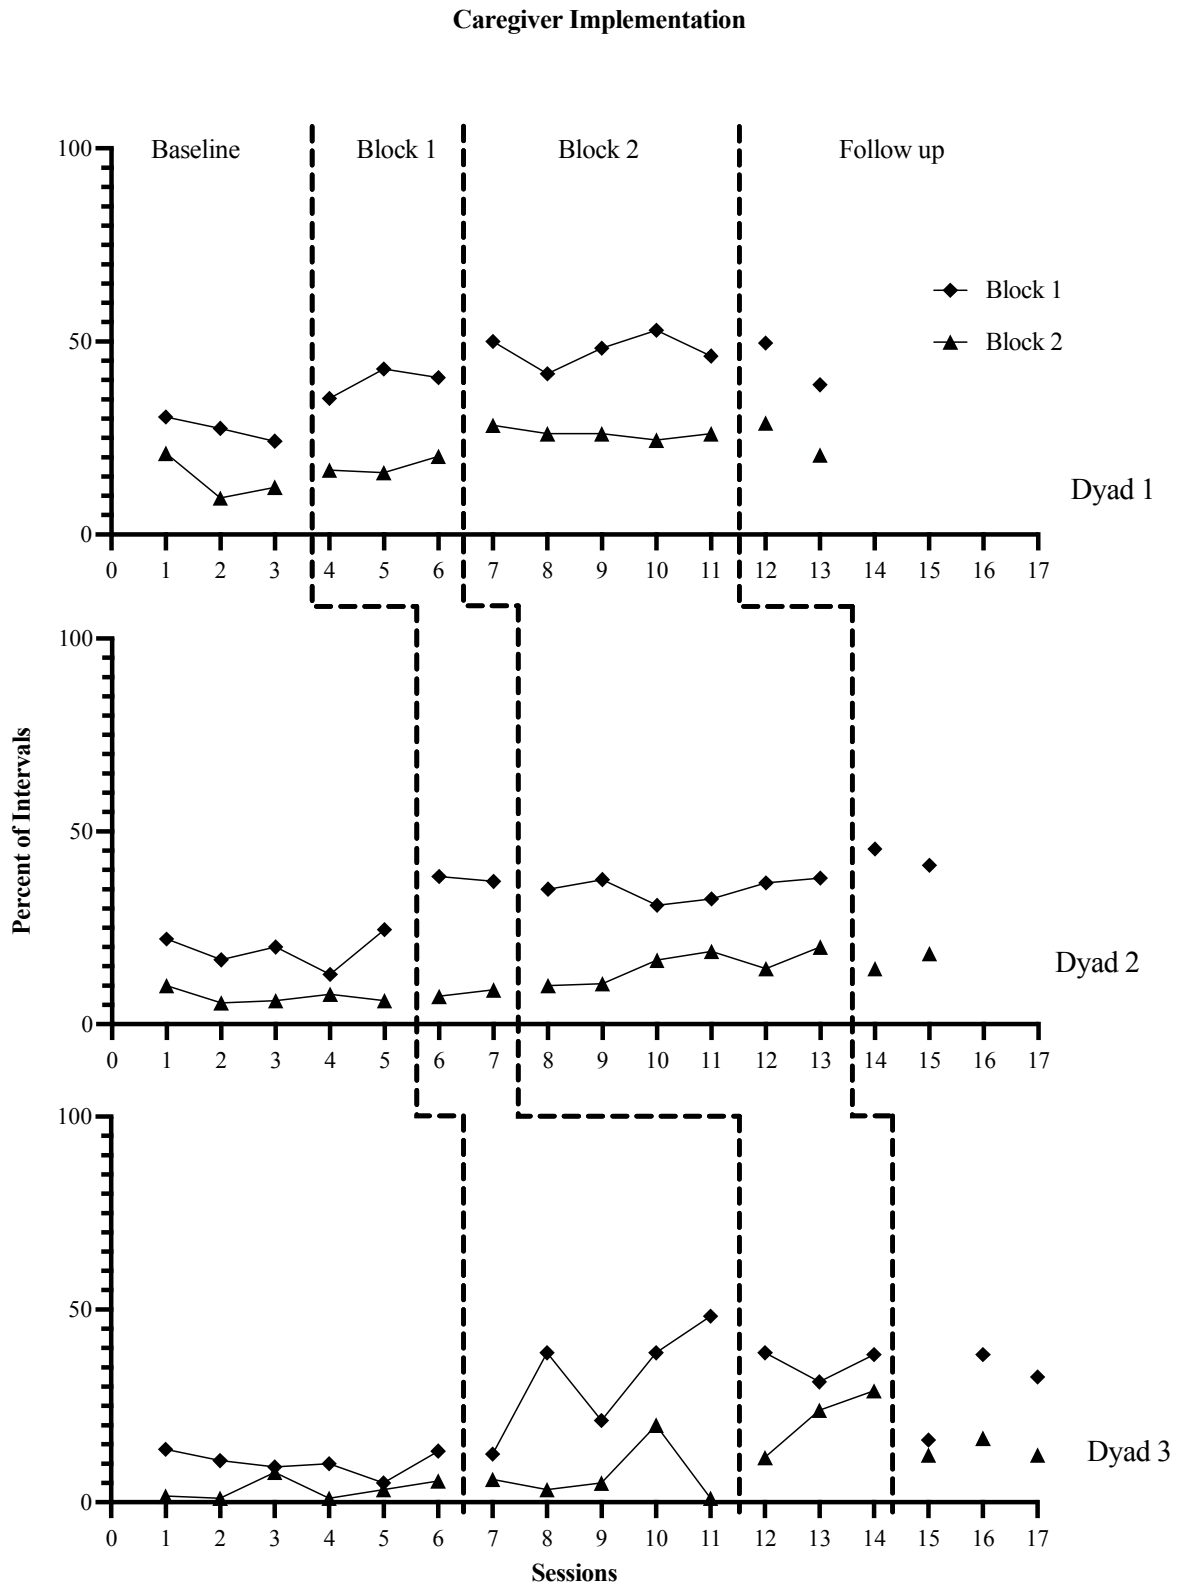 Caregiver Implementation
Baseline Block 1 Block 2 Follow up
100
50
0
Block 1
Block 2
Dyad 1
0 1 2 3 4 5 6 7 8 9 10 11 12 13 14 15 16 17
100
50
0
Percent of Intervals
Dyad 2
0 1 2 3 4 5 6 7 8 9 10 11 12 13 14 15 16 17
100
50
0
Dyad 3
0 1 2 3 4 5 6 7 8 9 10 11 12 13 14 15 16 17
Sessions